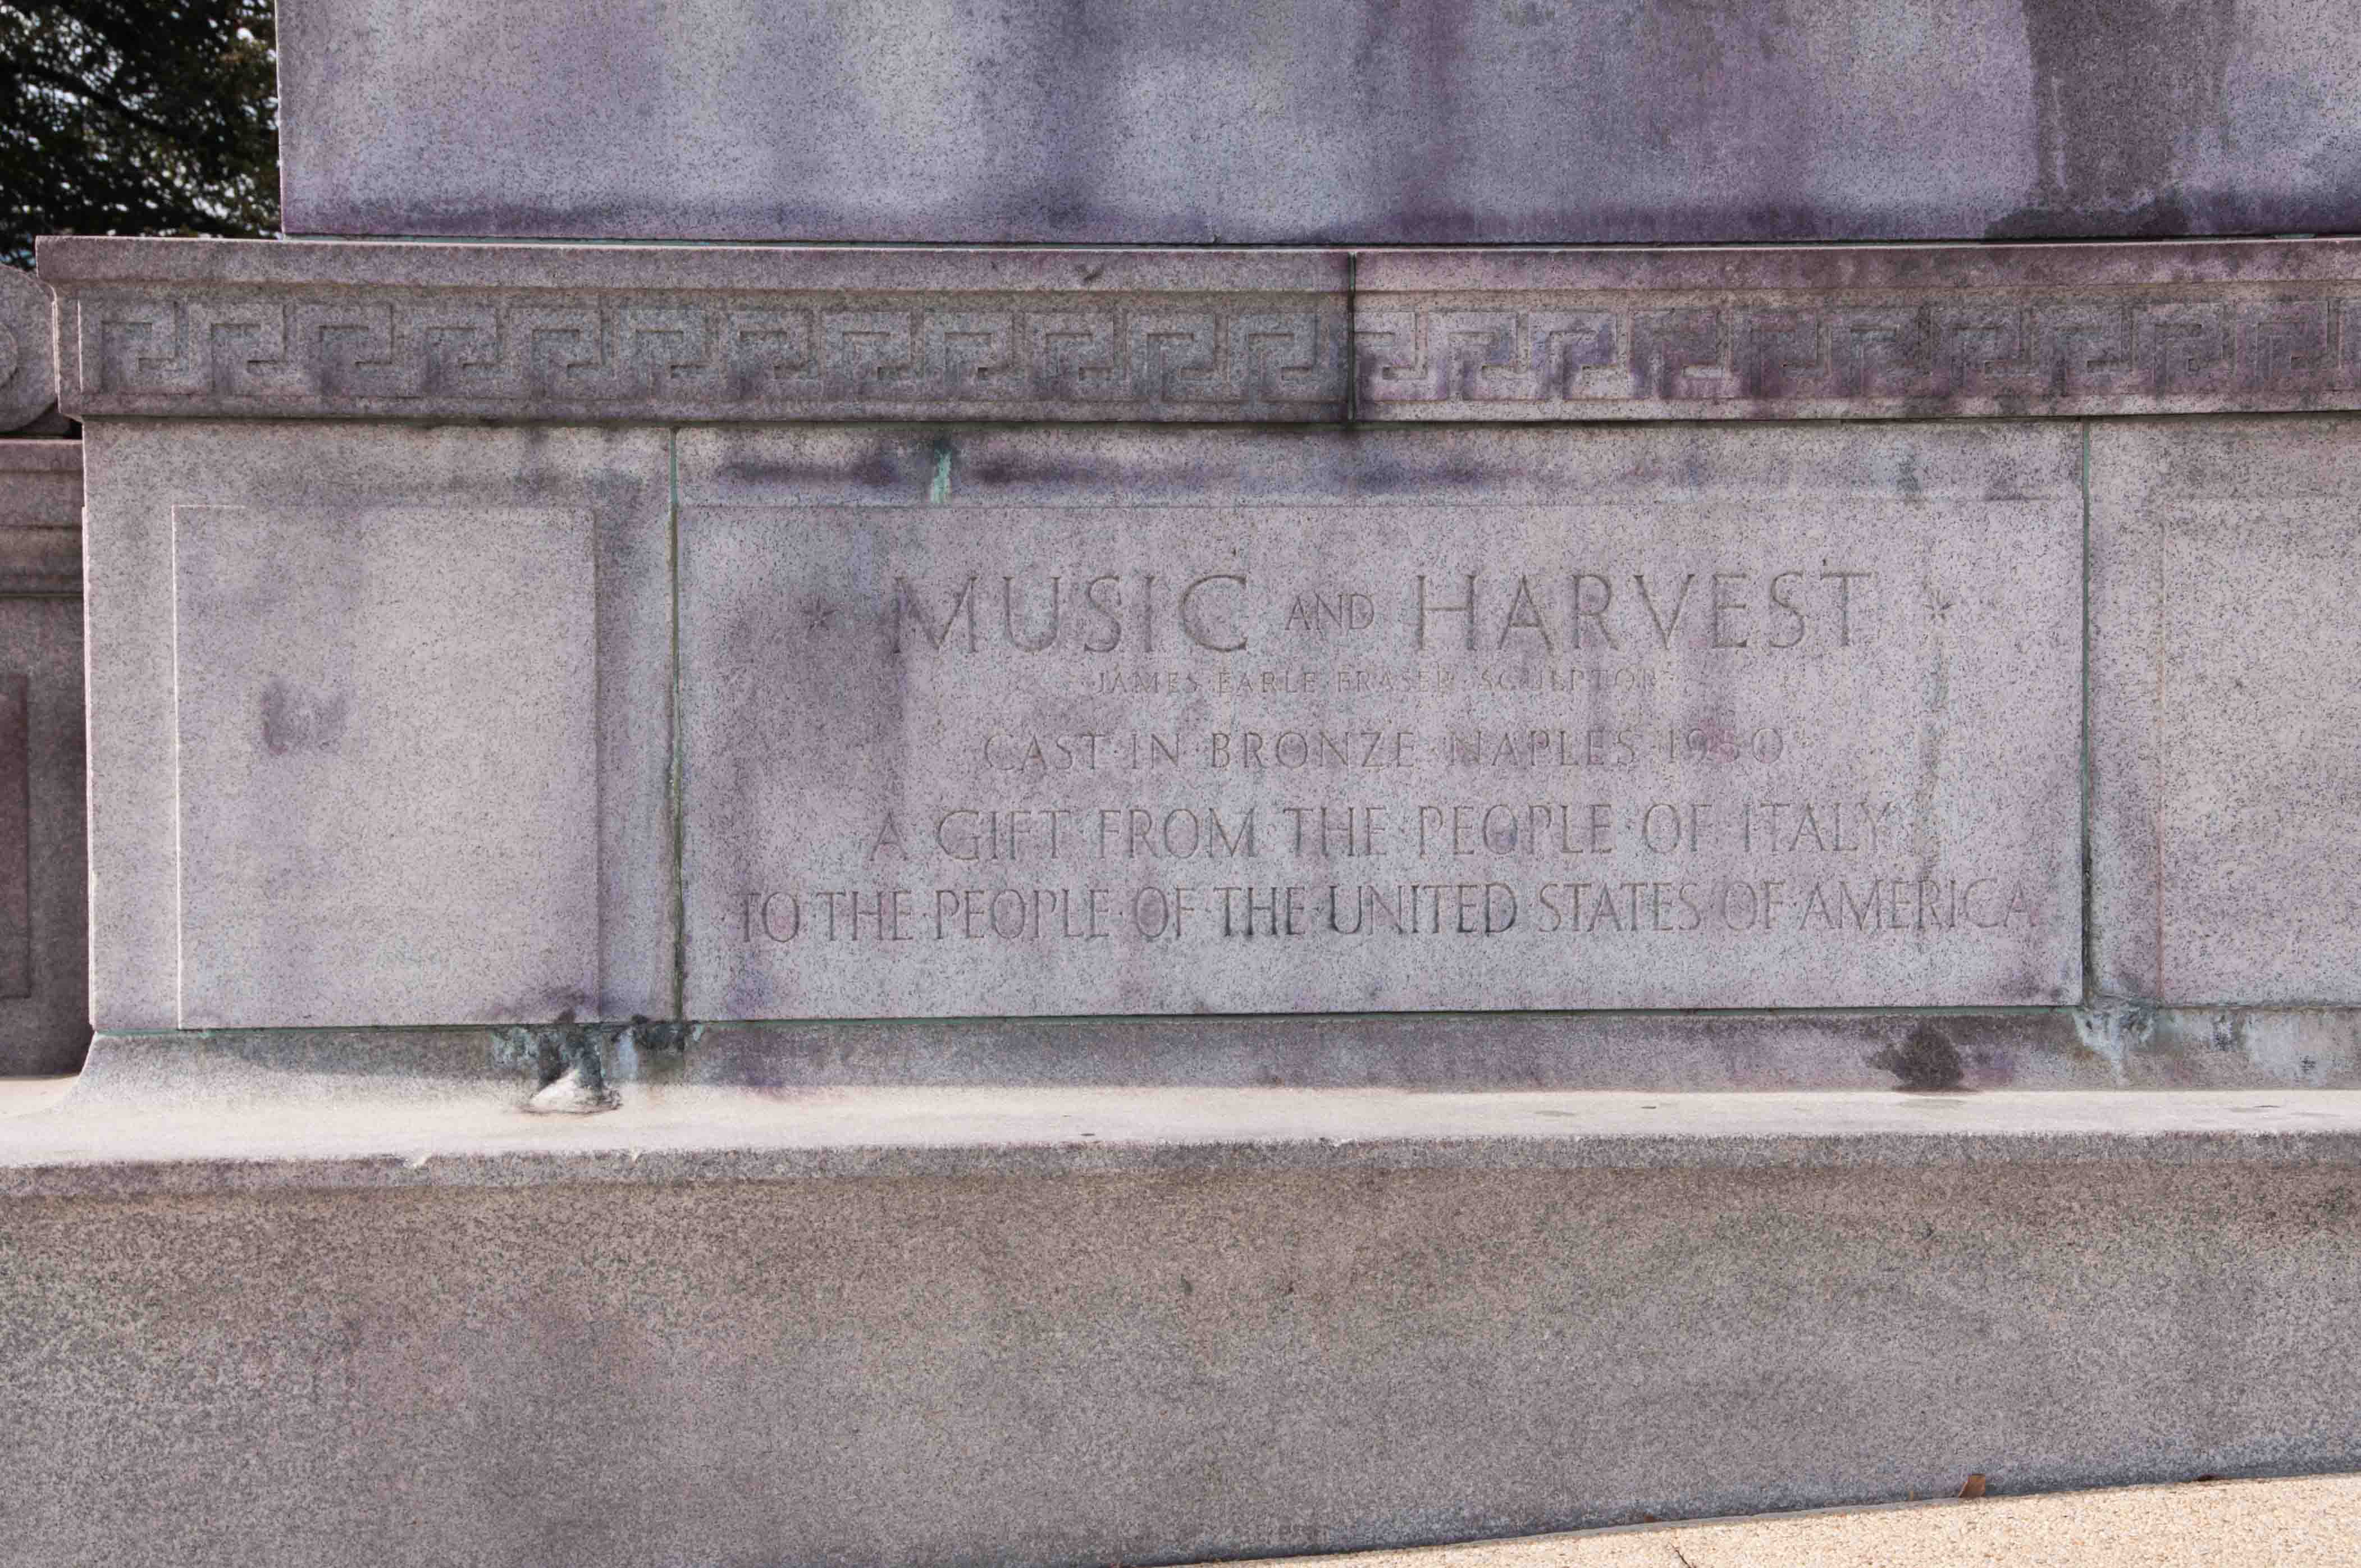 * MUSIC AND HARVEST *
JAMES EARLE FRASER SCULPTOR
CAST·IN·BRONZE·NAPLES·1950
A GIFT FROM THE PEOPLE OF ITALY
TO·THE·PEOPLE·OF·THE·UNITED STATES·OF·AMERICA